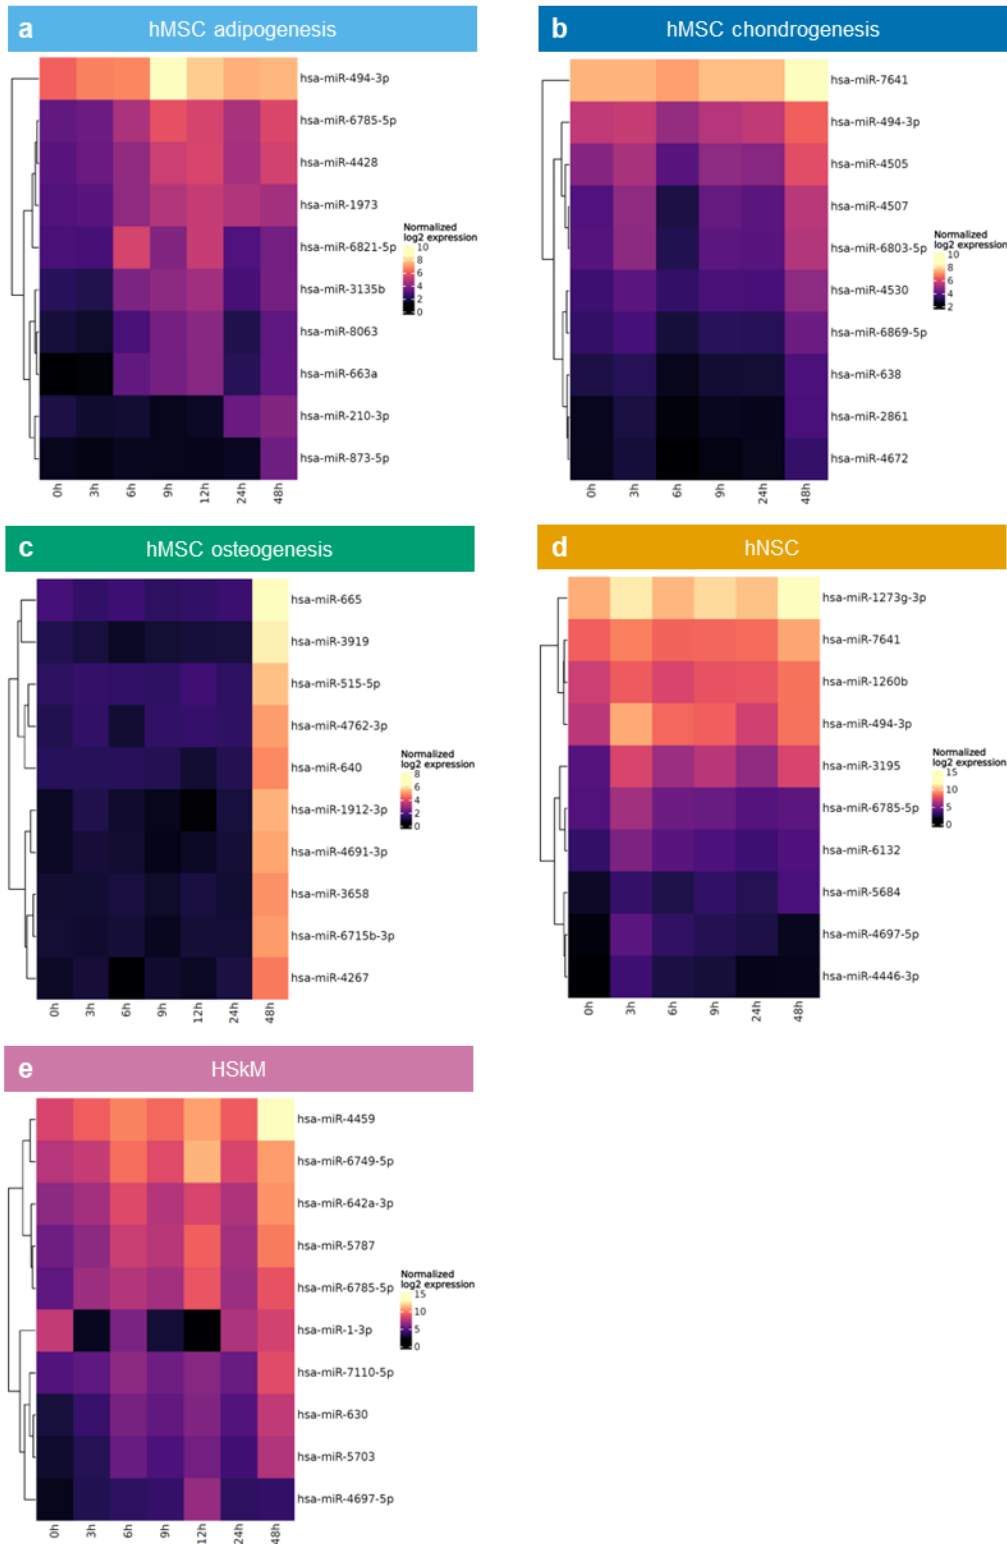 a hMSC adipogenesis
hsa-miR-494-3p
hsa-miR-6785-5p
hsa-miR-4428
hsa-miR-1973
hsa-miR-6821-5p
hsa-miR-3135b
hsa-miR-8063
hsa-miR-663a
hsa-miR-210-3p
hsa-miR-873-5p
0h 3h 6h 9h 12h 24h 48h
Normalized
log2 expression
10
8
6
4
2
0
b hMSC chondrogenesis
hsa-miR-7641
hsa-miR-494-3p
hsa-miR-4505
hsa-miR-4507
hsa-miR-6803-5p
hsa-miR-4530
hsa-miR-6869-5p
hsa-miR-638
hsa-miR-2861
hsa-miR-4672
0h 3h 6h 9h 24h 48h
Normalized
log2 expression
10
8
6
4
2
c hMSC osteogenesis
hsa-miR-665
hsa-miR-3919
hsa-miR-515-5p
hsa-miR-4762-3p
hsa-miR-640
hsa-miR-1912-3p
hsa-miR-4691-3p
hsa-miR-3658
hsa-miR-6715b-3p
hsa-miR-4267
0h 3h 6h 9h 12h 24h 48h
Normalized
log2 expression
8
6
4
2
0
d hNSC
hsa-miR-1273g-3p
hsa-miR-7641
hsa-miR-1260b
hsa-miR-494-3p
hsa-miR-3195
hsa-miR-6785-5p
hsa-miR-6132
hsa-miR-5684
hsa-miR-4697-5p
hsa-miR-4446-3p
0h 3h 6h 9h 24h 48h
Normalized
log2 expression
15
10
5
0
e HSkM
hsa-miR-4459
hsa-miR-6749-5p
hsa-miR-642a-3p
hsa-miR-5787
hsa-miR-6785-5p
hsa-miR-1-3p
hsa-miR-7110-5p
hsa-miR-630
hsa-miR-5703
hsa-miR-4697-5p
0h 3h 6h 9h 12h 24h 48h
Normalized
log2 expression
15
10
5
0